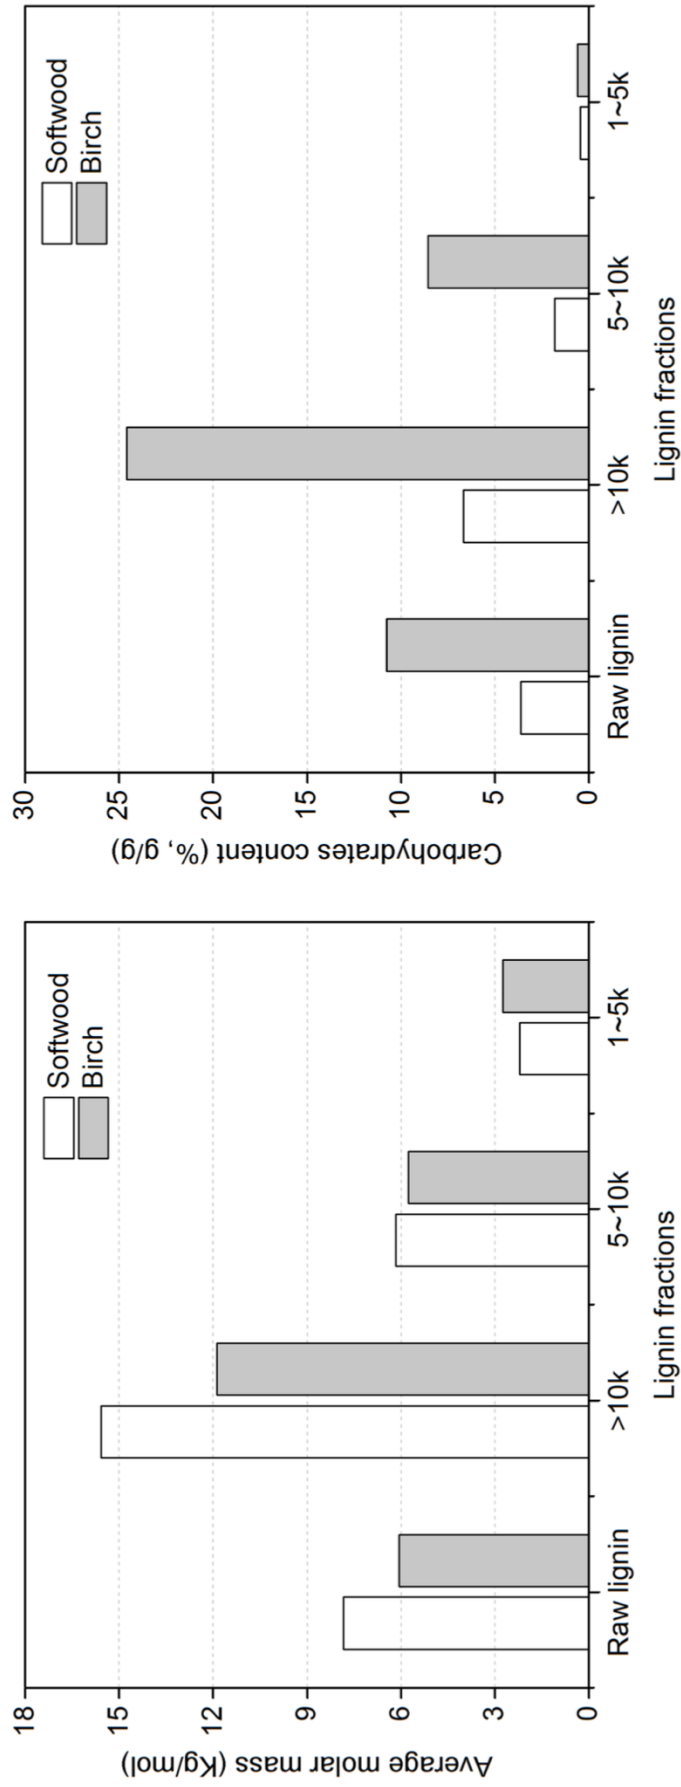 Average molar mass (Kg/mol)
18
15
12
9
6
3
0
Softwood
Birch
Raw lignin
>10k
5~10k
1~5k
Lignin fractions
Carbohydrates content (%, g/g)
30
25
20
15
10
5
0
Softwood
Birch
Raw lignin
>10k
5~10k
1~5k
Lignin fractions